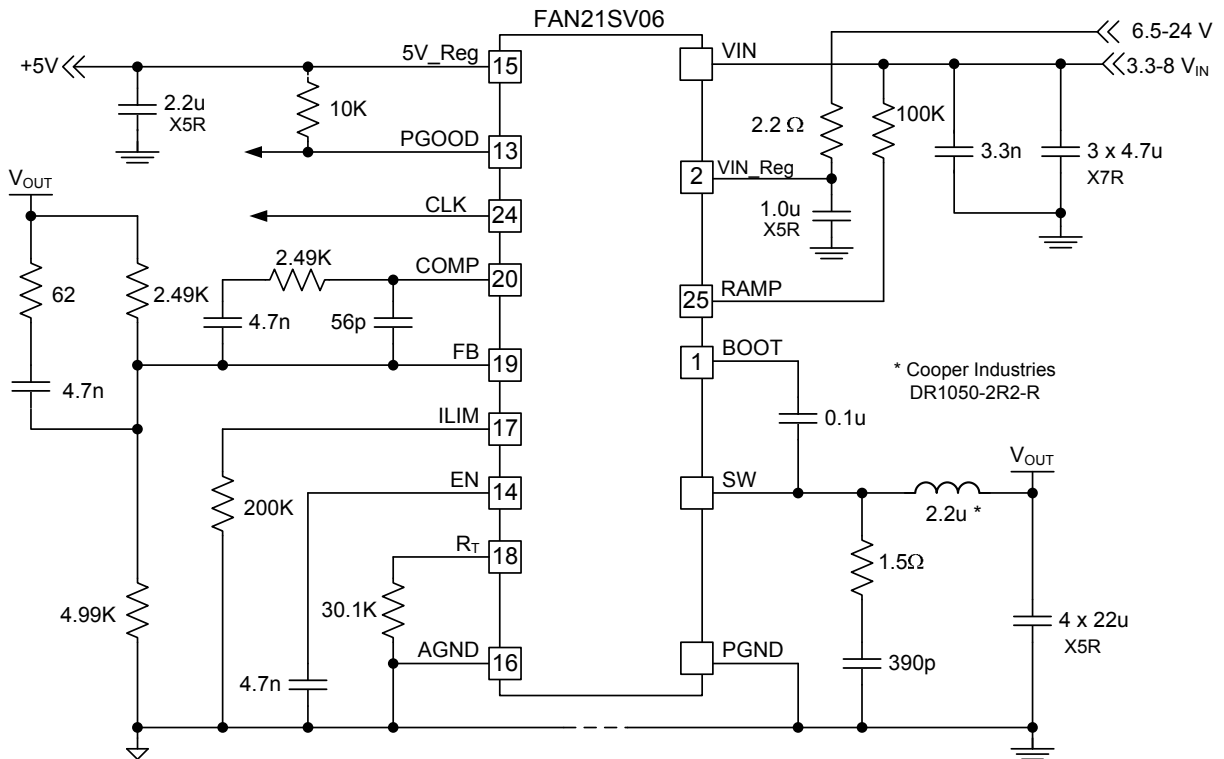 FAN21SV06
6.5-24 V
5V_Reg
VIN
+5V
15
3.3-8 VIN
2.2u
X5R
10K
2.2 Ω
100K
3.3n
3 x 4.7u
X7R
PGOOD
13
2
VIN_Reg
VOUT
CLK
24
1.0u
X5R
2.49K
COMP
20
62
2.49K
RAMP
25
4.7n
56p
BOOT
1
FB
19
* Cooper Industries
DR1050-2R2-R
4.7n
0.1u
ILIM
17
VOUT
EN
14
SW
200K
2.2u *
RT
18
1.5Ω
30.1K
4.99K
4 x 22u
X5R
AGND
16
PGND
390p
4.7n